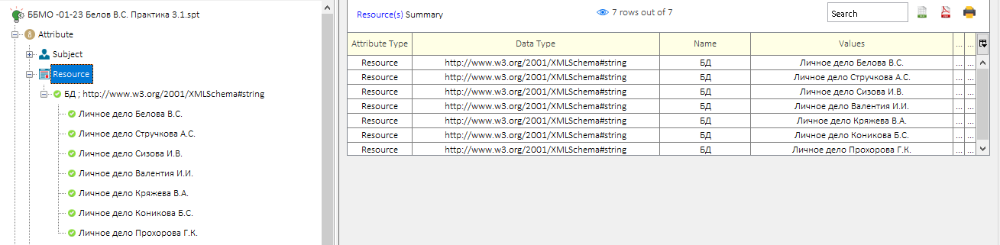 ББМО -01-23 Белов В.С. Практика 3.1.spt
Attribute
Subject
Resource
БД ; http://www.w3.org/2001/XMLSchema#string
Личное дело Белова В.С.
Личное дело Стручкова А.С.
Личное дело Сизова И.В.
Личное дело Валентия И.И.
Личное дело Кряжева В.А.
Личное дело Коникова Б.С.
Личное дело Прохорова Г.К.
Resource(s) Summary 7 rows out of 7 Search
Attribute Type Data Type Name Values ... ...
Resource http://www.w3.org/2001/XMLSchema#string БД Личное дело Белова В.С. ... ...
Resource http://www.w3.org/2001/XMLSchema#string БД Личное дело Стручкова А.С. ... ...
Resource http://www.w3.org/2001/XMLSchema#string БД Личное дело Сизова И.В. ... ...
Resource http://www.w3.org/2001/XMLSchema#string БД Личное дело Валентия И.И. ... ...
Resource http://www.w3.org/2001/XMLSchema#string БД Личное дело Кряжева В.А. ... ...
Resource http://www.w3.org/2001/XMLSchema#string БД Личное дело Коникова Б.С. ... ...
Resource http://www.w3.org/2001/XMLSchema#string БД Личное дело Прохорова Г.К. ... ...